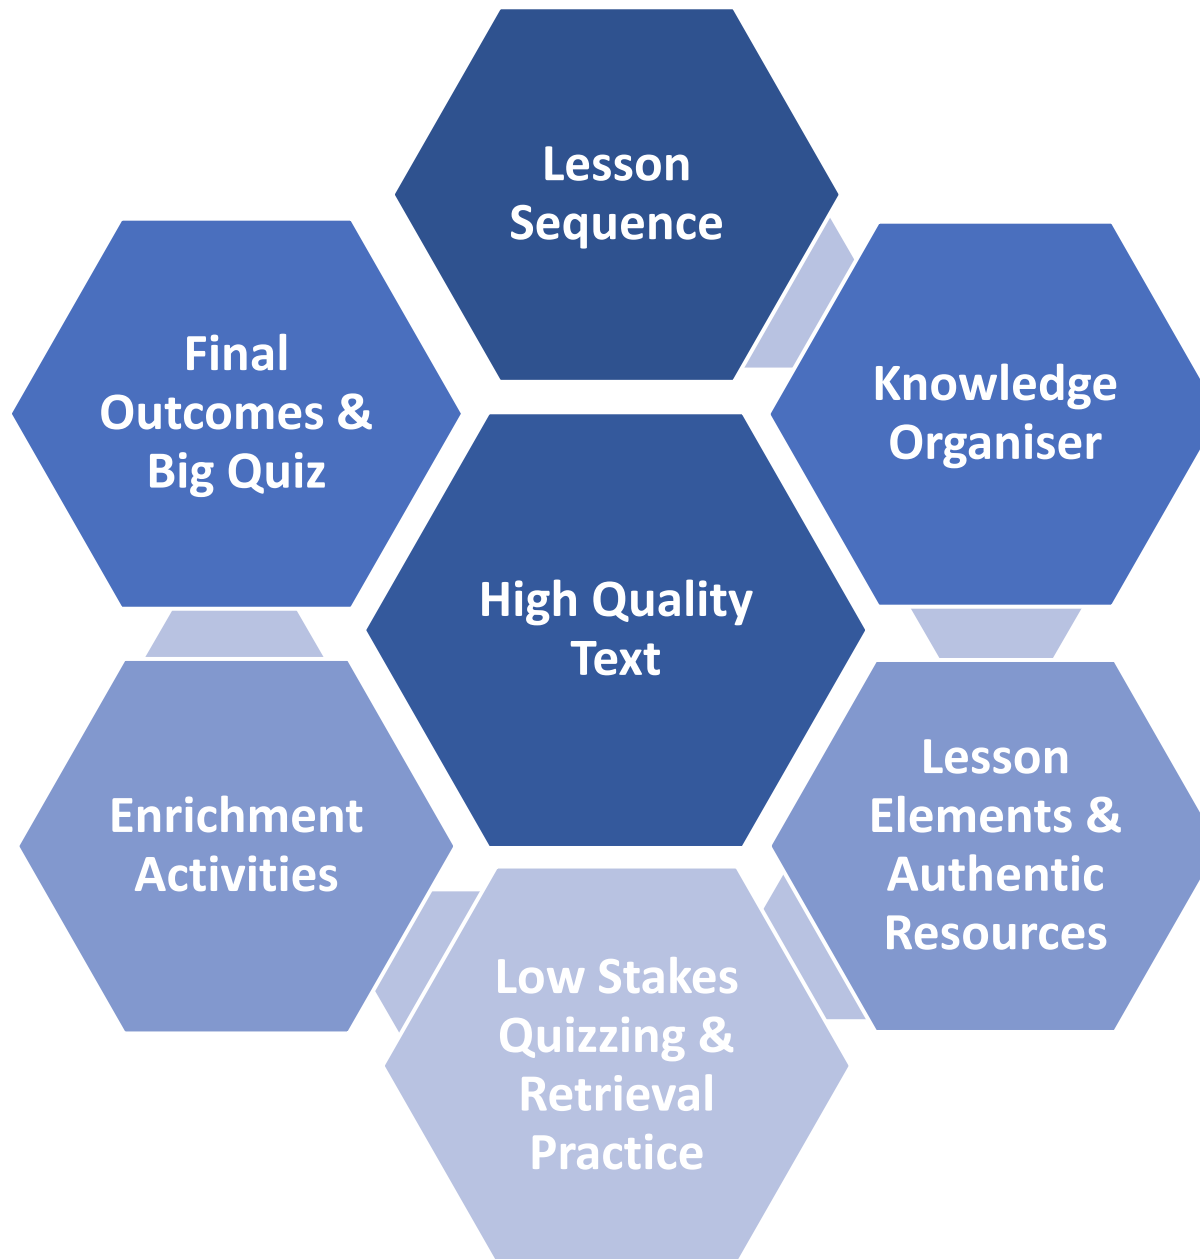 Lesson
Sequence
Knowledge
Organiser
Lesson
Elements &
Authentic
Resources
Low Stakes
Quizzing &
Retrieval
Practice
Enrichment
Activities
Final
Outcomes &
Big Quiz
High Quality
Text